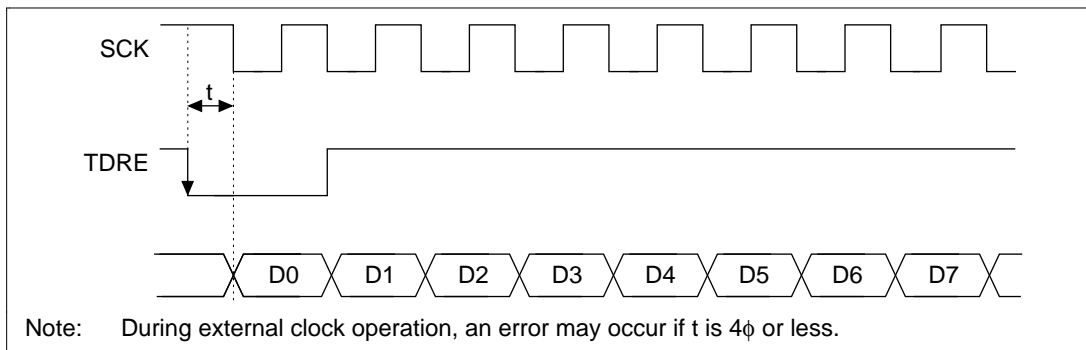 SCK
t
TDRE
D0 D1 D2 D3 D4 D5 D6 D7
Note: During external clock operation, an error may occur if t is 4ϕ or less.